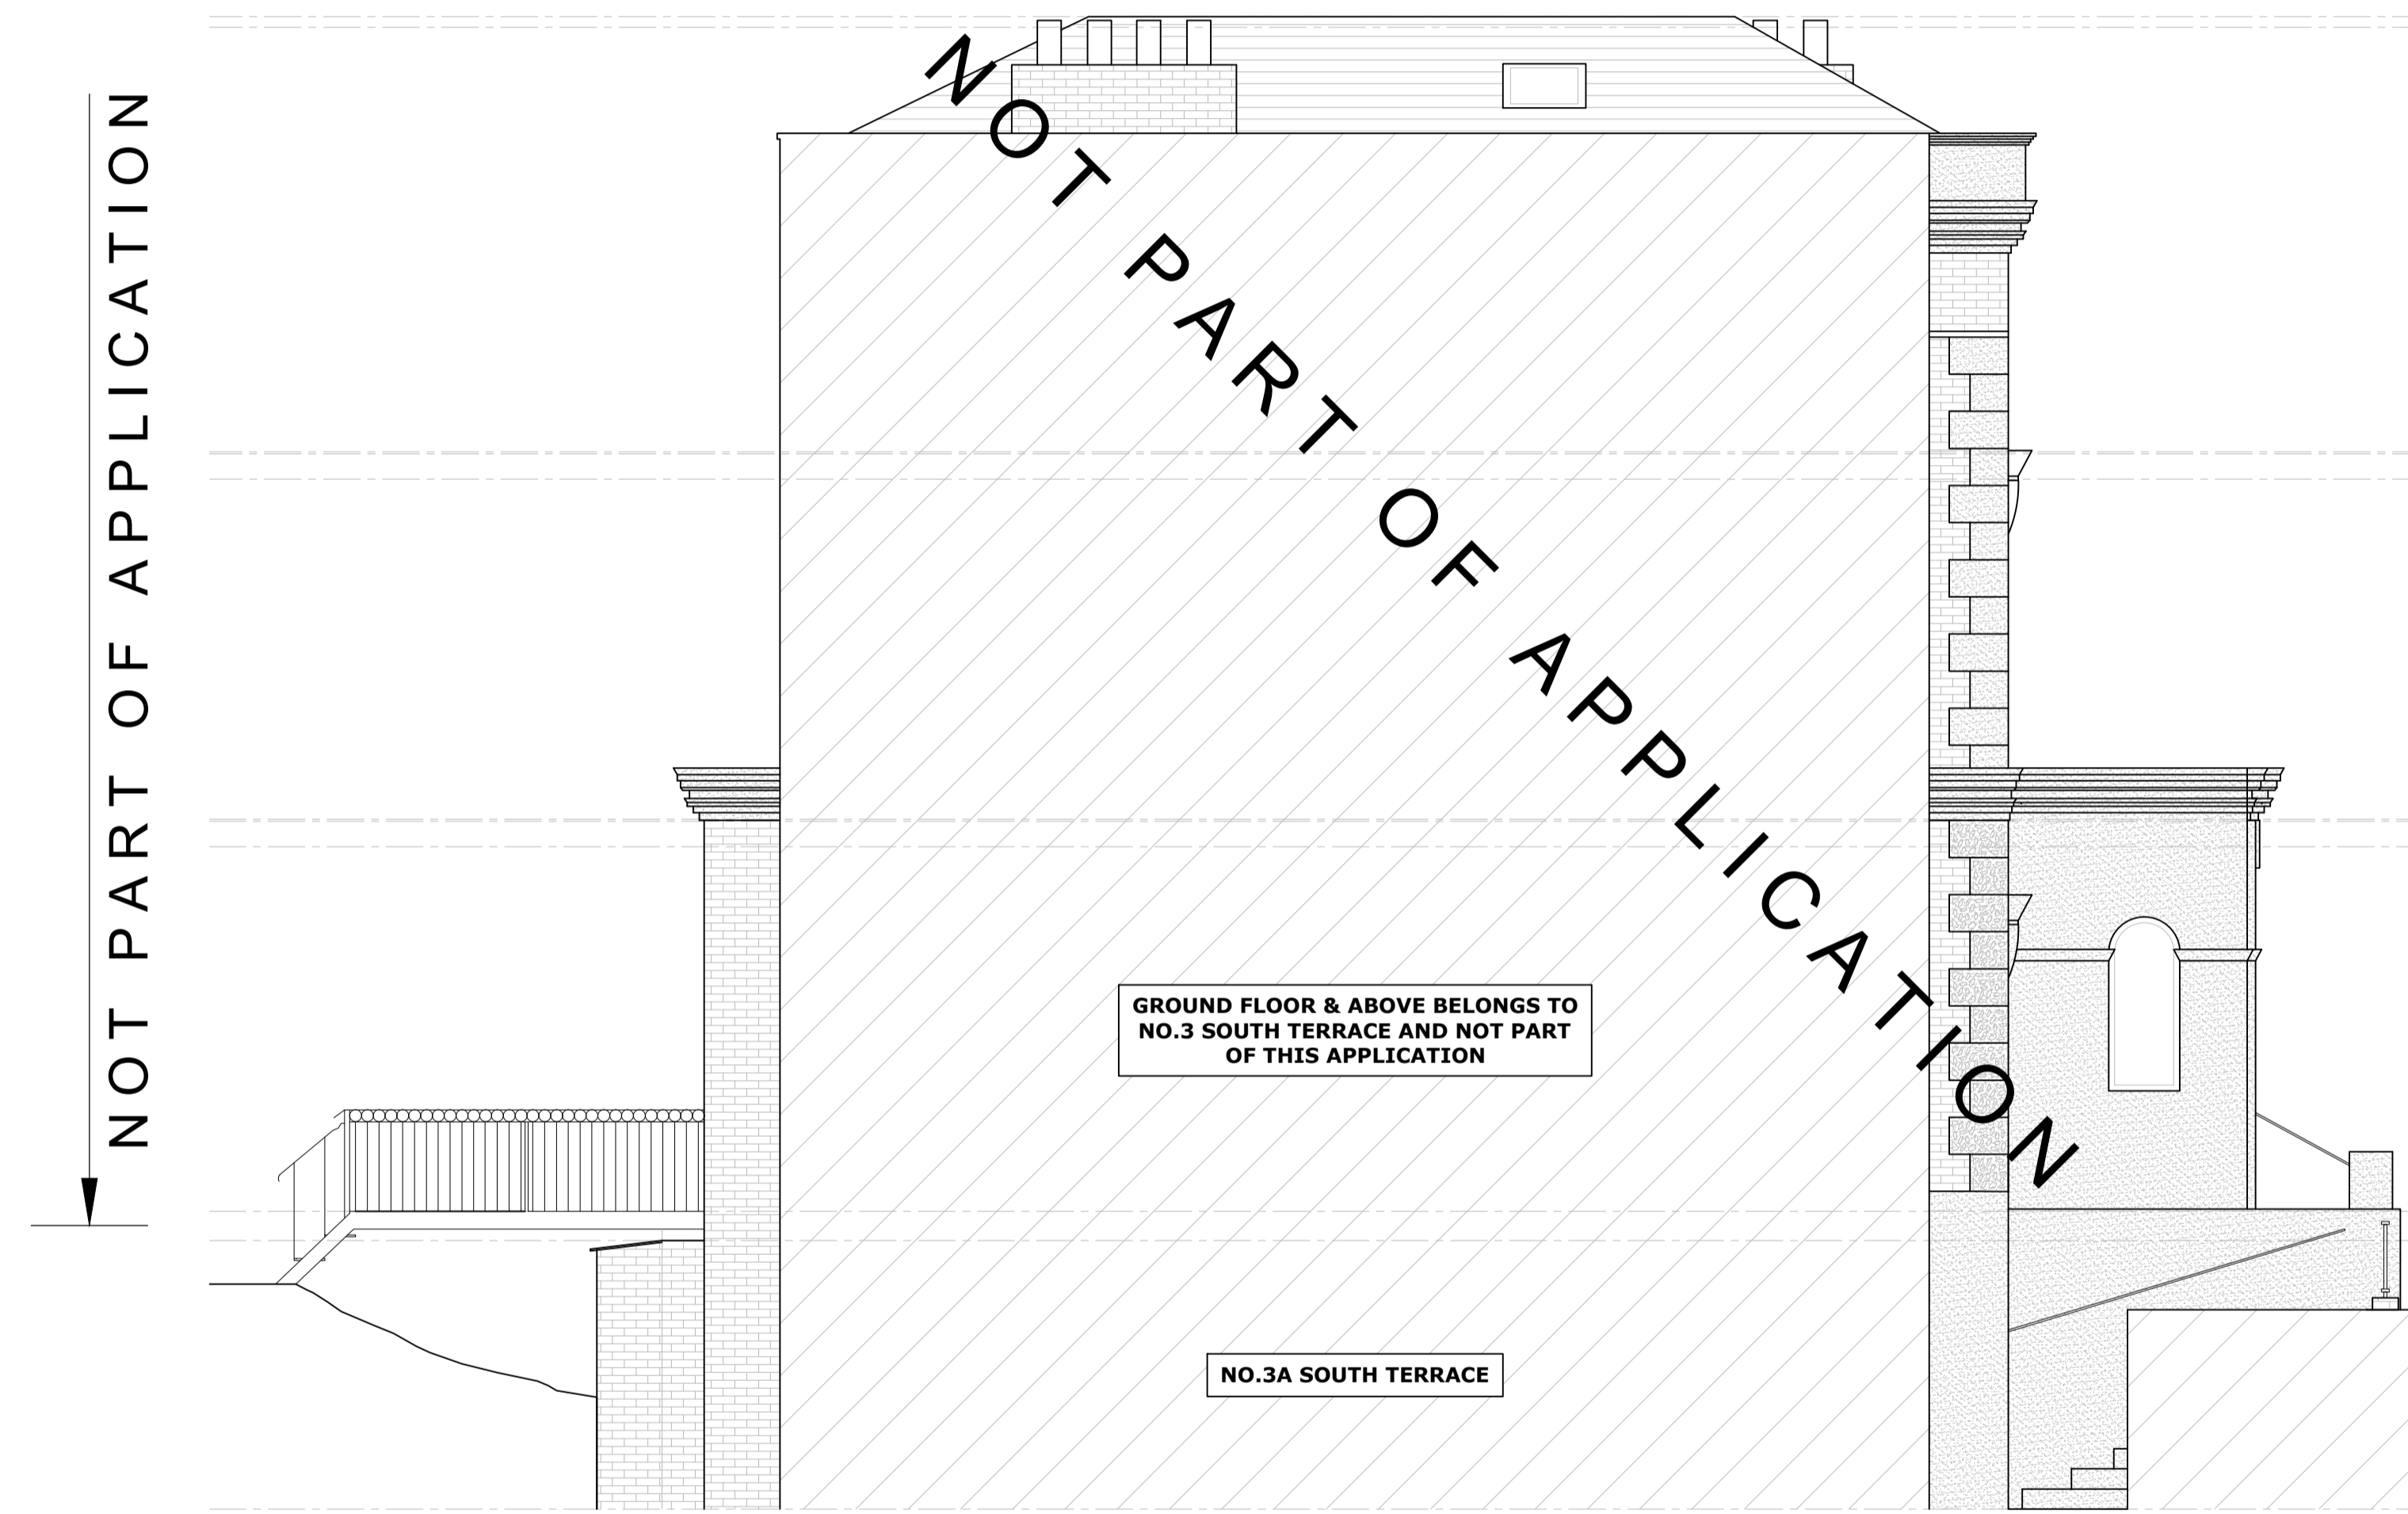 NOT PART OF APPLICATION
NOT PART OF APPLICATION
GROUND FLOOR & ABOVE BELONGS TO
NO.3 SOUTH TERRACE AND NOT PART
OF THIS APPLICATION
NO.3A SOUTH TERRACE